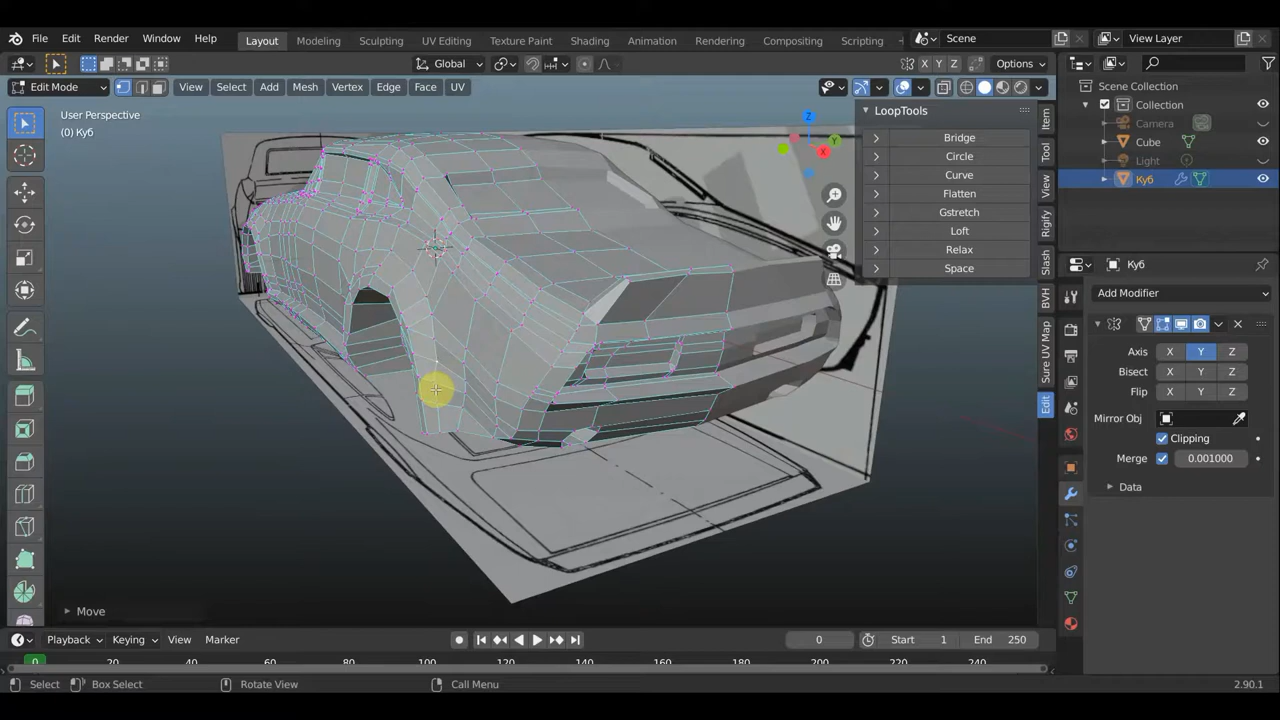 File Edit Render Window Help Layout Modeling Sculpting UV Editing Texture Paint Shading Animation Rendering Compositing Scripting Scene View Layer
Global Options
Edit Mode View Select Add Mesh Vertex Edge Face UV X Y Z
User Perspective
(0) Куб
LoopTools
Bridge
Circle
Curve
Flatten
Gstretch
Loft
Relax
Space
Item
Tool
View
Rigify
Slash
BVH
Sure UV Map
Edit
Z
Y
X
Scene Collection
Collection
Camera
Cube
Light
Куб
Куб
Add Modifier
Axis X Y Z
Bisect X Y Z
Flip X Y Z
Mirror Obj
Clipping
Merge 0.001000
Data
Move
Playback Keying View Marker 0 Start 1 End 250
0 20 40 60 80 100 120 140 160 180 200 220 240
Select Box Select Rotate View Call Menu 2.90.1